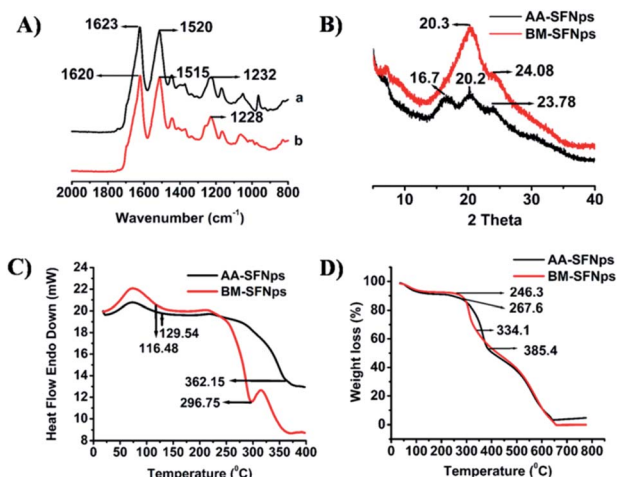 A)
1623
1520
1620
1515
1232
1228
a
b
2000 1800 1600 1400 1200 1000 800
Wavenumber (cm-1)
B)
AA-SFNps
BM-SFNps
20.3
16.7
20.2
24.08
23.78
10 20 30 40
2 Theta
C)
Heat Flow Endo Down (mW)
24
22
20
18
16
14
12
10
8
AA-SFNps
BM-SFNps
129.54
116.48
362.15
296.75
0 50 100 150 200 250 300 350 400
Temperature (0C)
D)
Weight loss (%)
100
80
60
40
20
0
AA-SFNps
BM-SFNps
246.3
267.6
334.1
385.4
0 100 200 300 400 500 600 700 800
Temperature (0C)